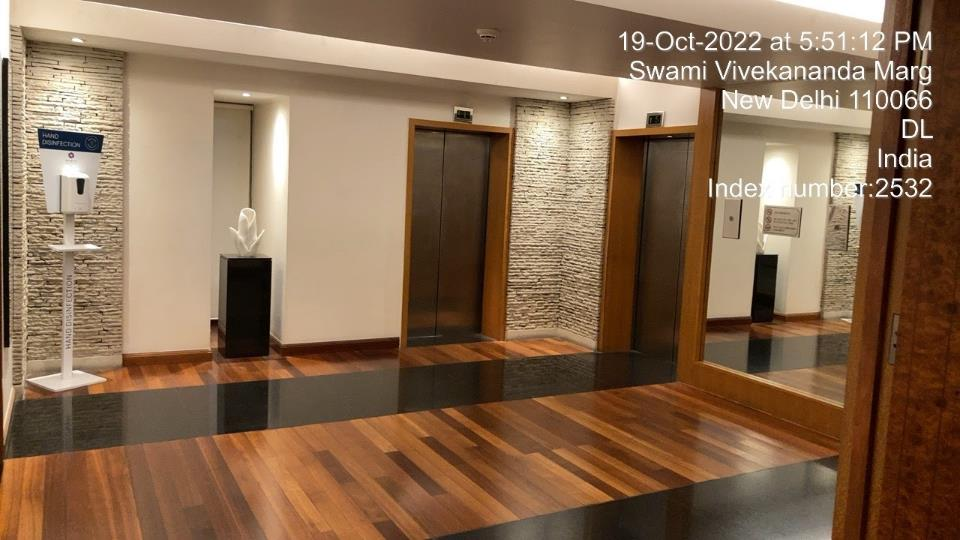 19-Oct-2022 at 5:51:12 PM
Swami Vivekananda Marg
New Delhi 110066
DL
India
Index number:2532
HAND
DISINFECTION
HAND DISINFECTION